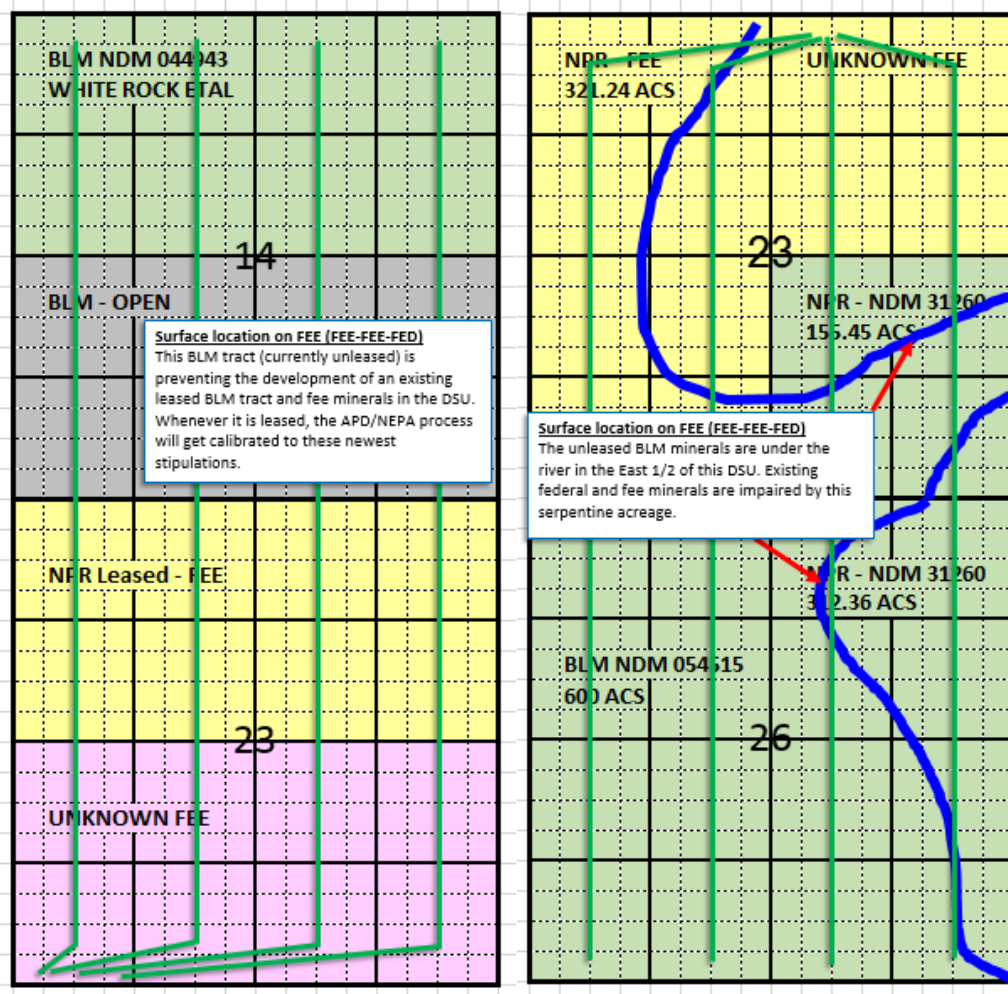 BLM NDM 044943
WHITE ROCK ETAL
14
BLM - OPEN
Surface location on FEE (FEE-FEE-FED)
This BLM tract (currently unleased) is
preventing the development of an existing
leased BLM tract and fee minerals in the DSU.
Whenever it is leased, the APD/NEPA process
will get calibrated to these newest
stipulations.
NPR Leased - FEE
23
UNKNOWN FEE
NPR - FEE
321.24 ACS
UNKNOWN FEE
23
NPR - NDM 31260
155.45 ACS
Surface location on FEE (FEE-FEE-FED)
The unleased BLM minerals are under the
river in the East 1/2 of this DSU. Existing
federal and fee minerals are impaired by this
serpentine acreage.
NPR - NDM 31260
312.36 ACS
BLM NDM 054515
600 ACS
26